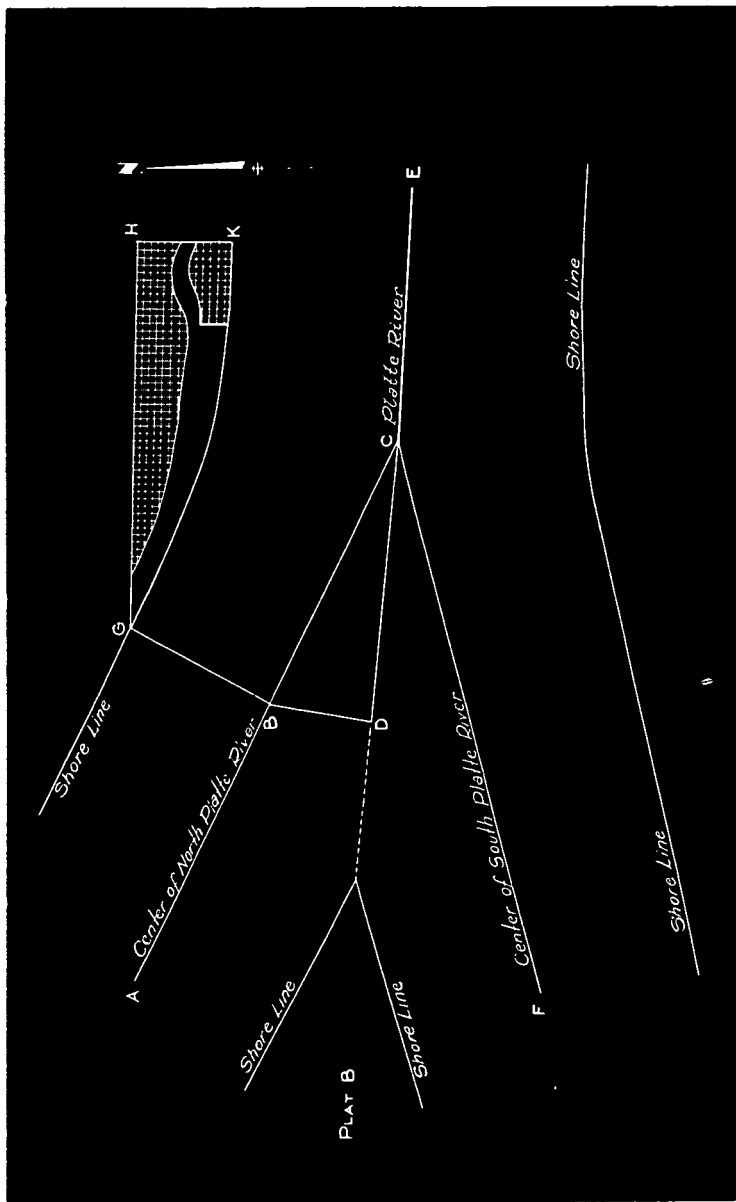 N
H
K
E
Platte River
C
G
Shore Line
Shore Line
B
D
Center of North Platte River
Center of South Platte River
A
Shore Line
Shore Line
F
Shore Line
PLAT B